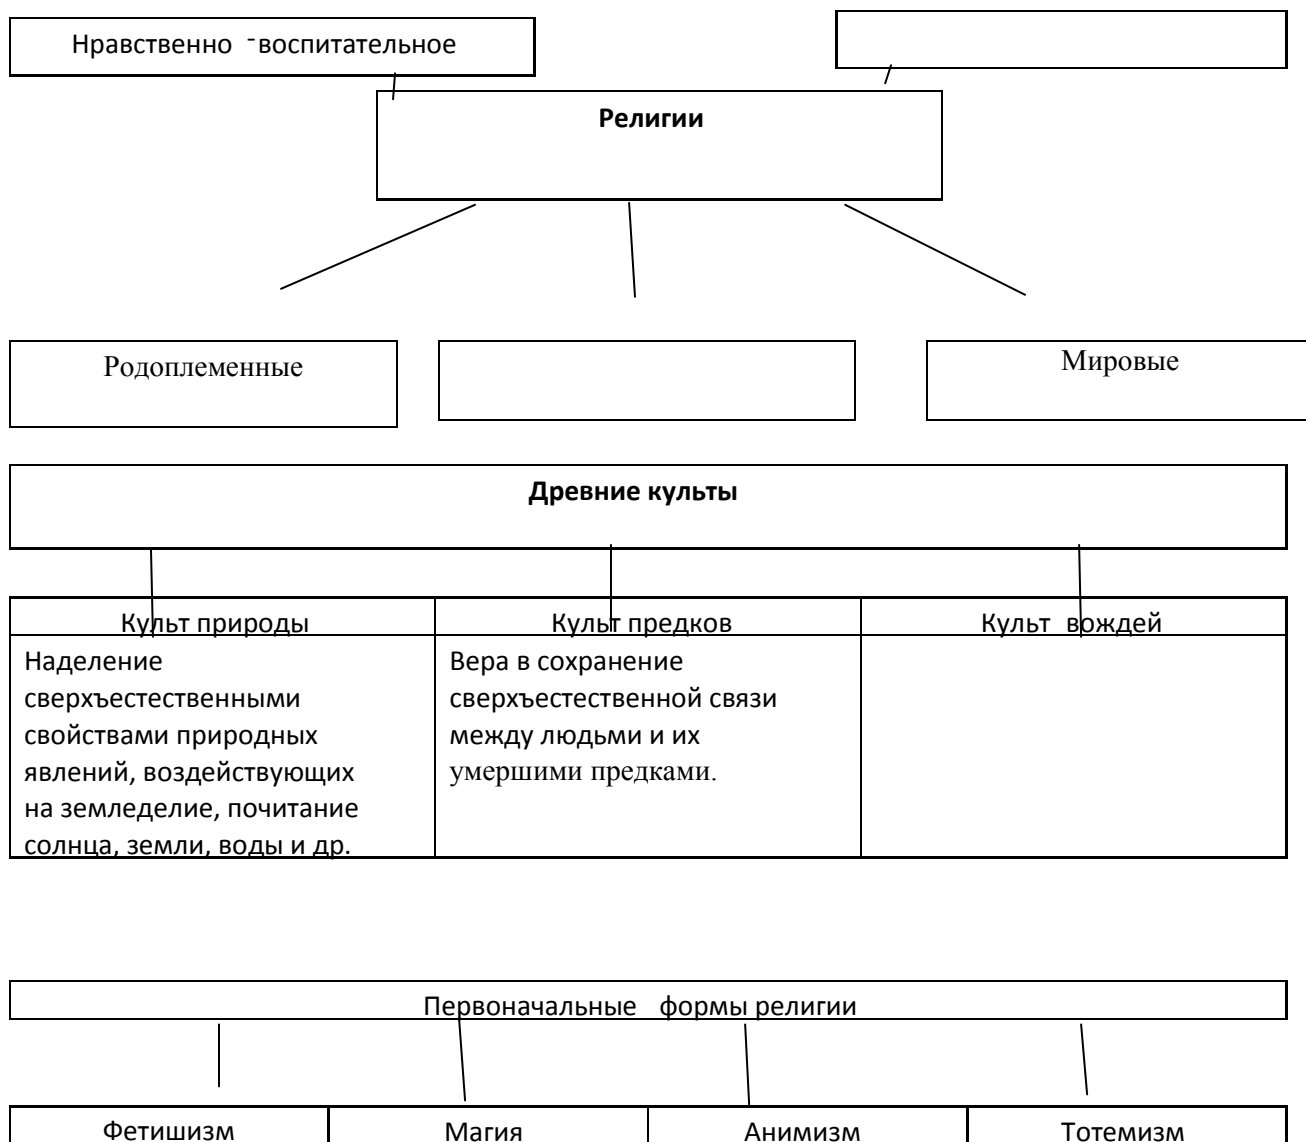 Нравственно -воспитательное
Религии
Родоплеменные
Мировые
Древние культы
Культ природы
Культ предков
Культ вождей
Наделение
сверхъестественными
свойствами природных
явлений, воздействующих
на земледелие, почитание
солнца, земли, воды и др.
Вера в сохранение
сверхъестественной связи
между людьми и их
умершими предками.
Первоначальные формы религии
Фетишизм
Магия
Анимизм
Тотемизм